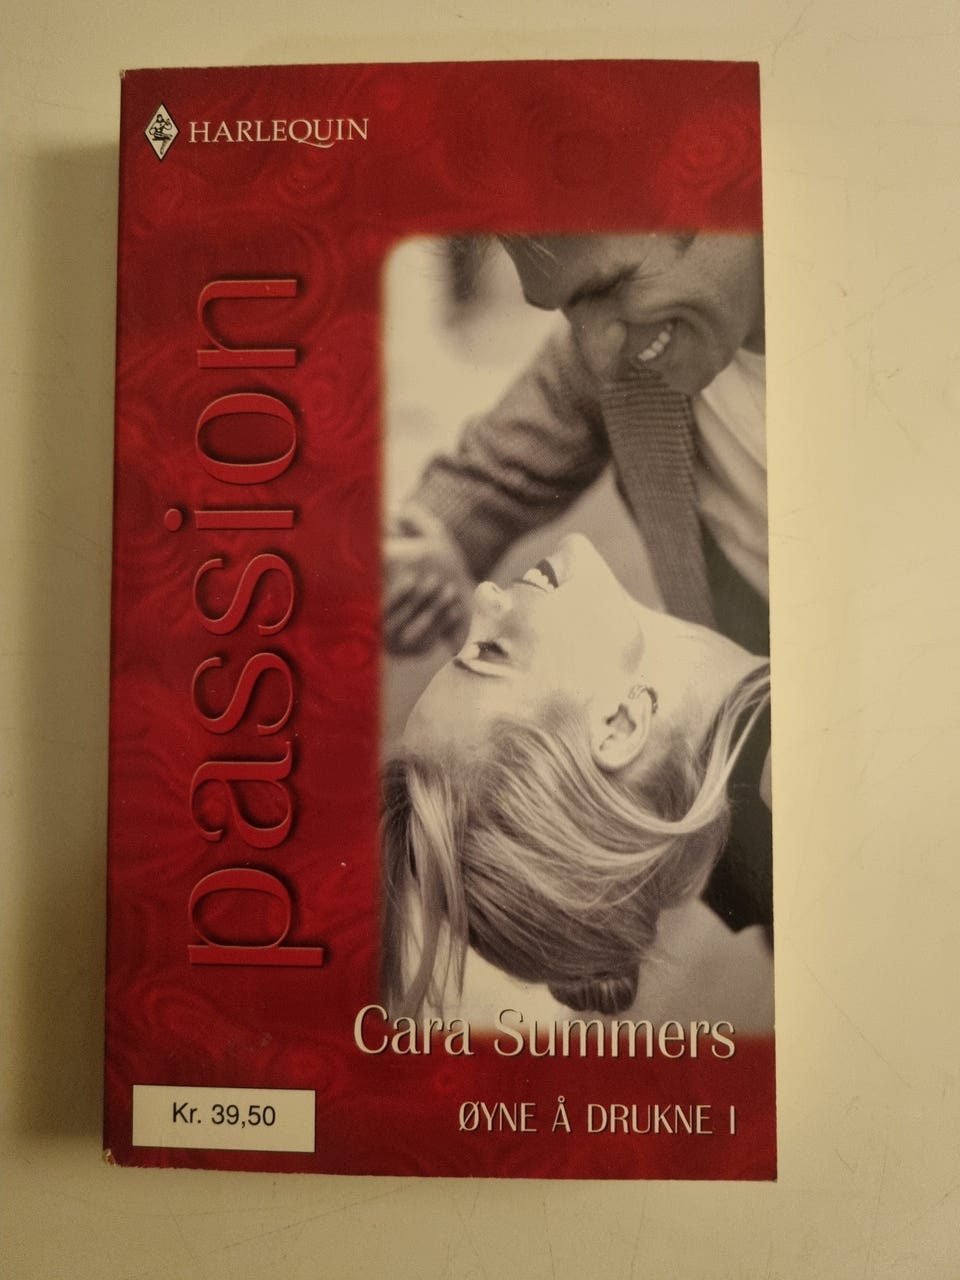 HARLEQUIN
passion
Cara Summers
ØYNE Å DRUKNE I
Kr. 39,50